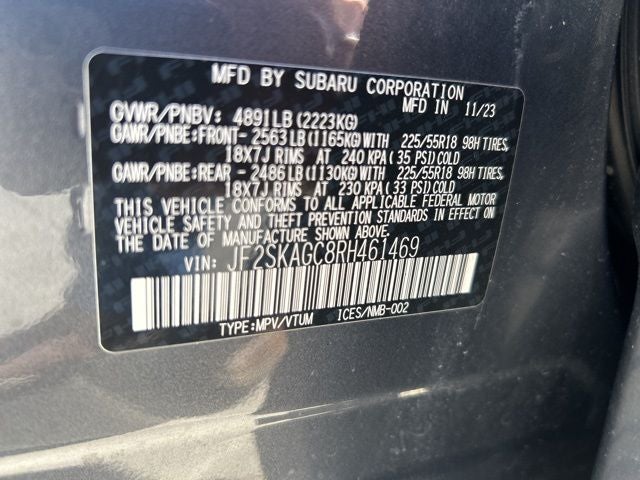 MFD BY SUBARU CORPORATION
MFD IN 11/23
GVWR/PNBV: 4891LB(2223KG)
GAWR/PNBE:FRONT- 2563LB(1165KG)WITH 225/55R18 98H TIRES,
18X7J RIMS AT 240 KPA(35 PSI)COLD
GAWR/PNBE:REAR - 2486LB(1130KG)WITH 225/55R18 98H TIRES,
18X7J RIMS AT 230 KPA(33 PSI)COLD
THIS VEHICLE CONFORMS TO ALL APPLICABLE FEDERAL MOTOR
VEHICLE SAFETY AND THEFT PREVENTION STANDARDS IN EFFECT ON
THE DATE OF MANUFACTURE SHOWN ABOVE.
VIN: JF2SKAGC8RH461469
TYPE:MPV/VTUM ICES/NMB-002